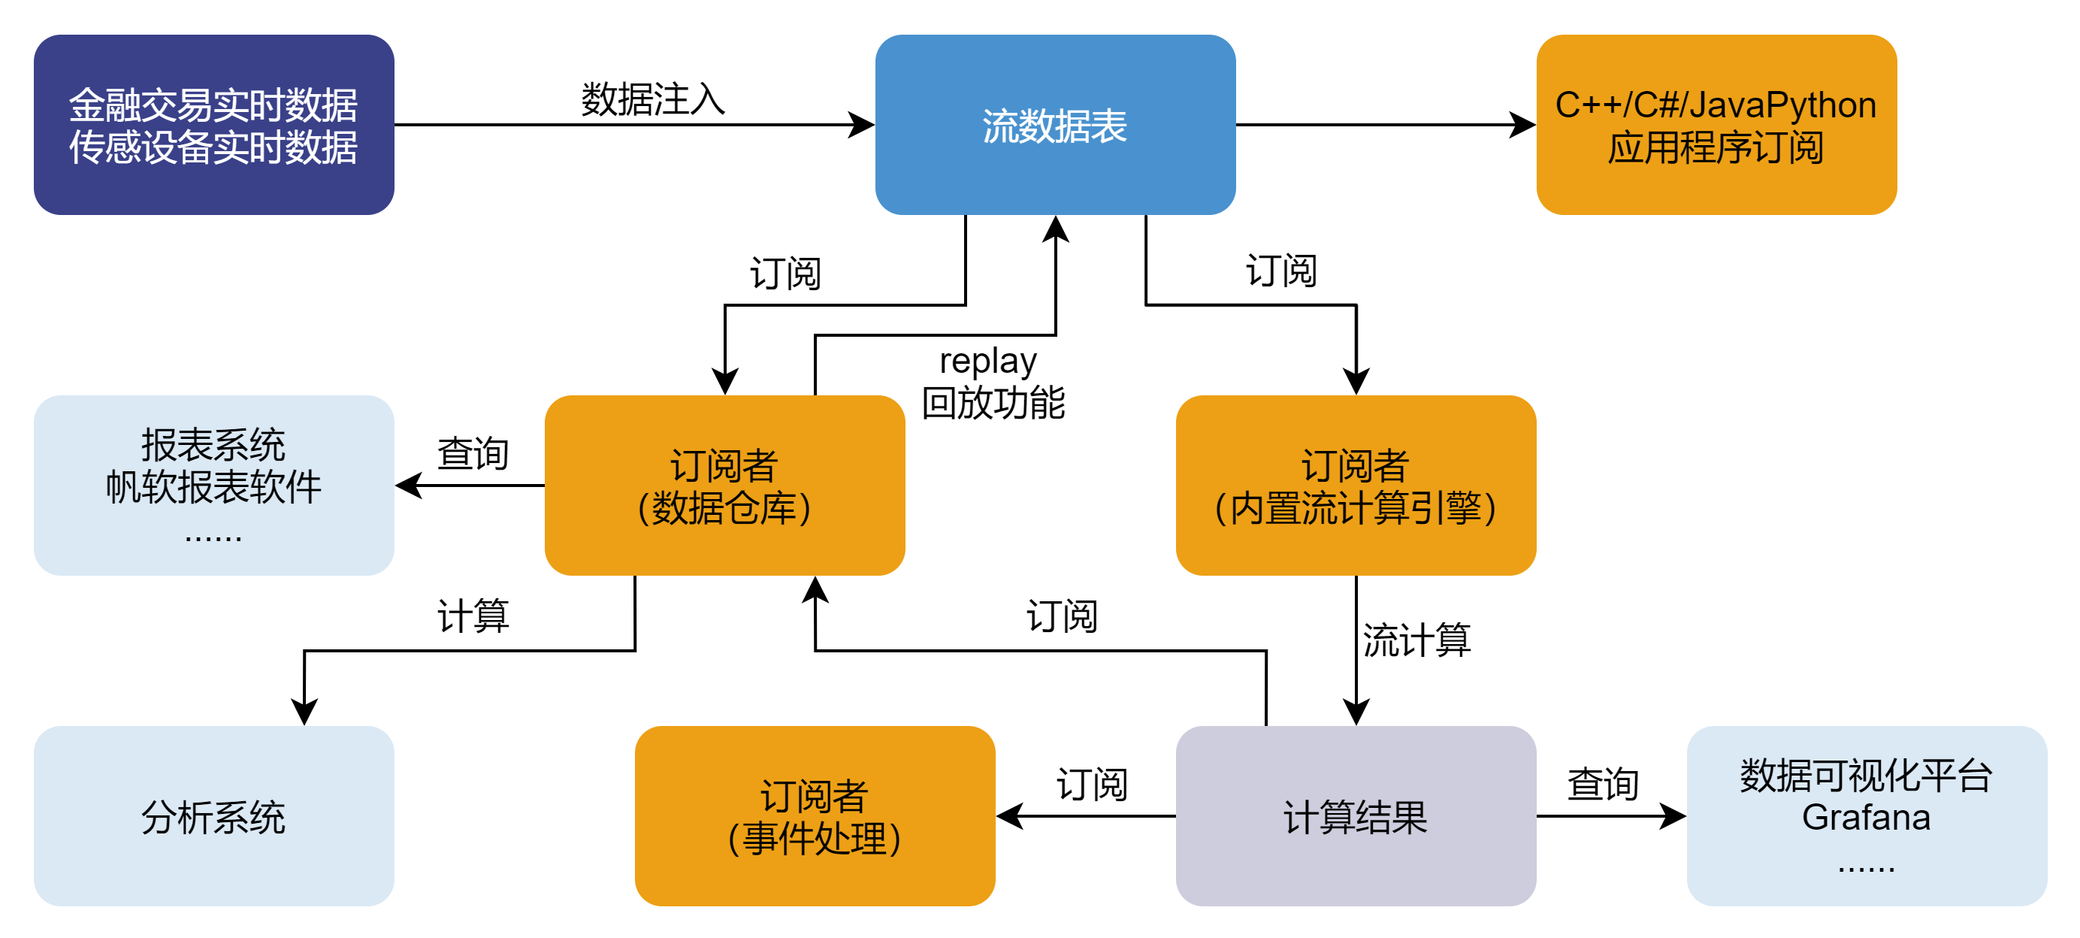 金融交易实时数据
传感设备实时数据
数据注入
流数据表
C++/C#/JavaPython
应用程序订阅
订阅
订阅
replay
回放功能
报表系统
帆软报表软件
......
查询
订阅者
（数据仓库）
订阅者
（内置流计算引擎）
计算
订阅
流计算
分析系统
订阅者
（事件处理）
订阅
计算结果
查询
数据可视化平台
Grafana
......